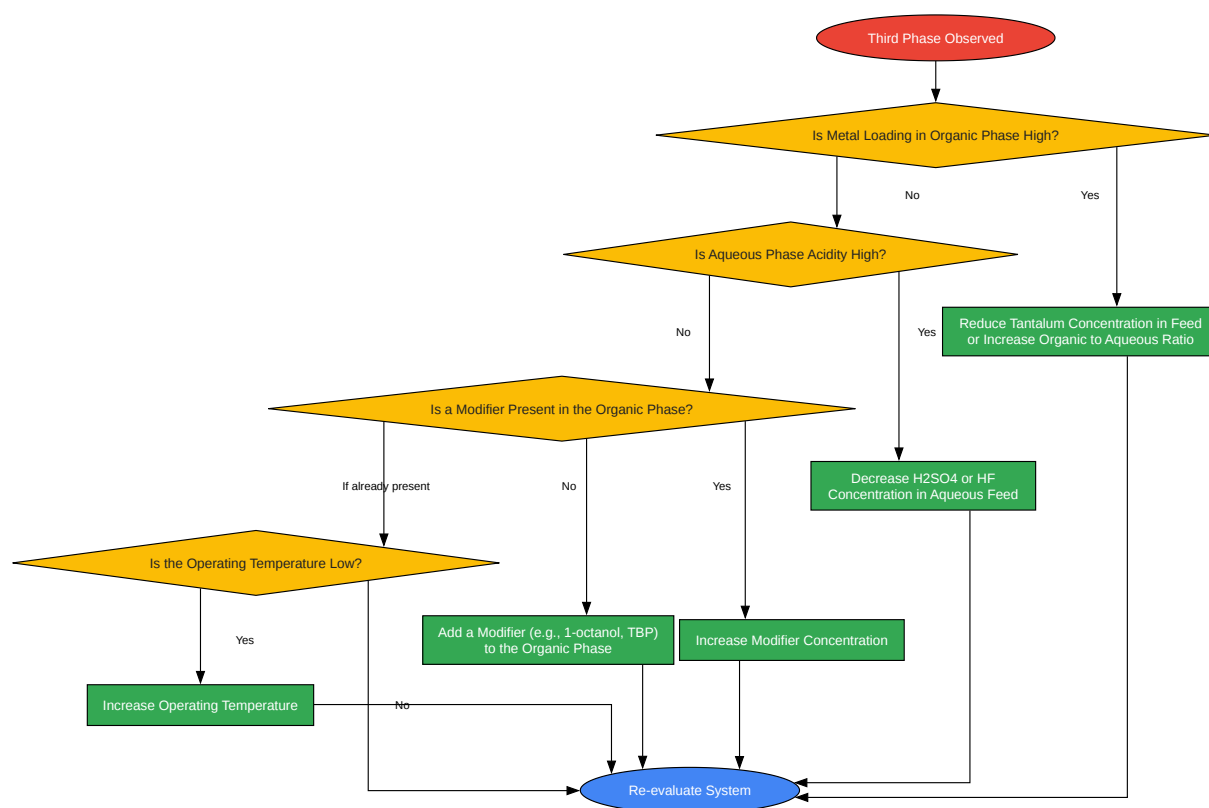 Third Phase Observed
Is Metal Loading in Organic Phase High?
No
Yes
Is Aqueous Phase Acidity High?
No
Yes
Reduce Tantalum Concentration in Feed
or Increase Organic to Aqueous Ratio
Is a Modifier Present in the Organic Phase?
If already present
No
Yes
Decrease H2SO4 or HF
Concentration in Aqueous Feed
Is the Operating Temperature Low?
Yes
Add a Modifier (e.g., 1-octanol, TBP)
to the Organic Phase
Increase Modifier Concentration
Increase Operating Temperature
No
Re-evaluate System